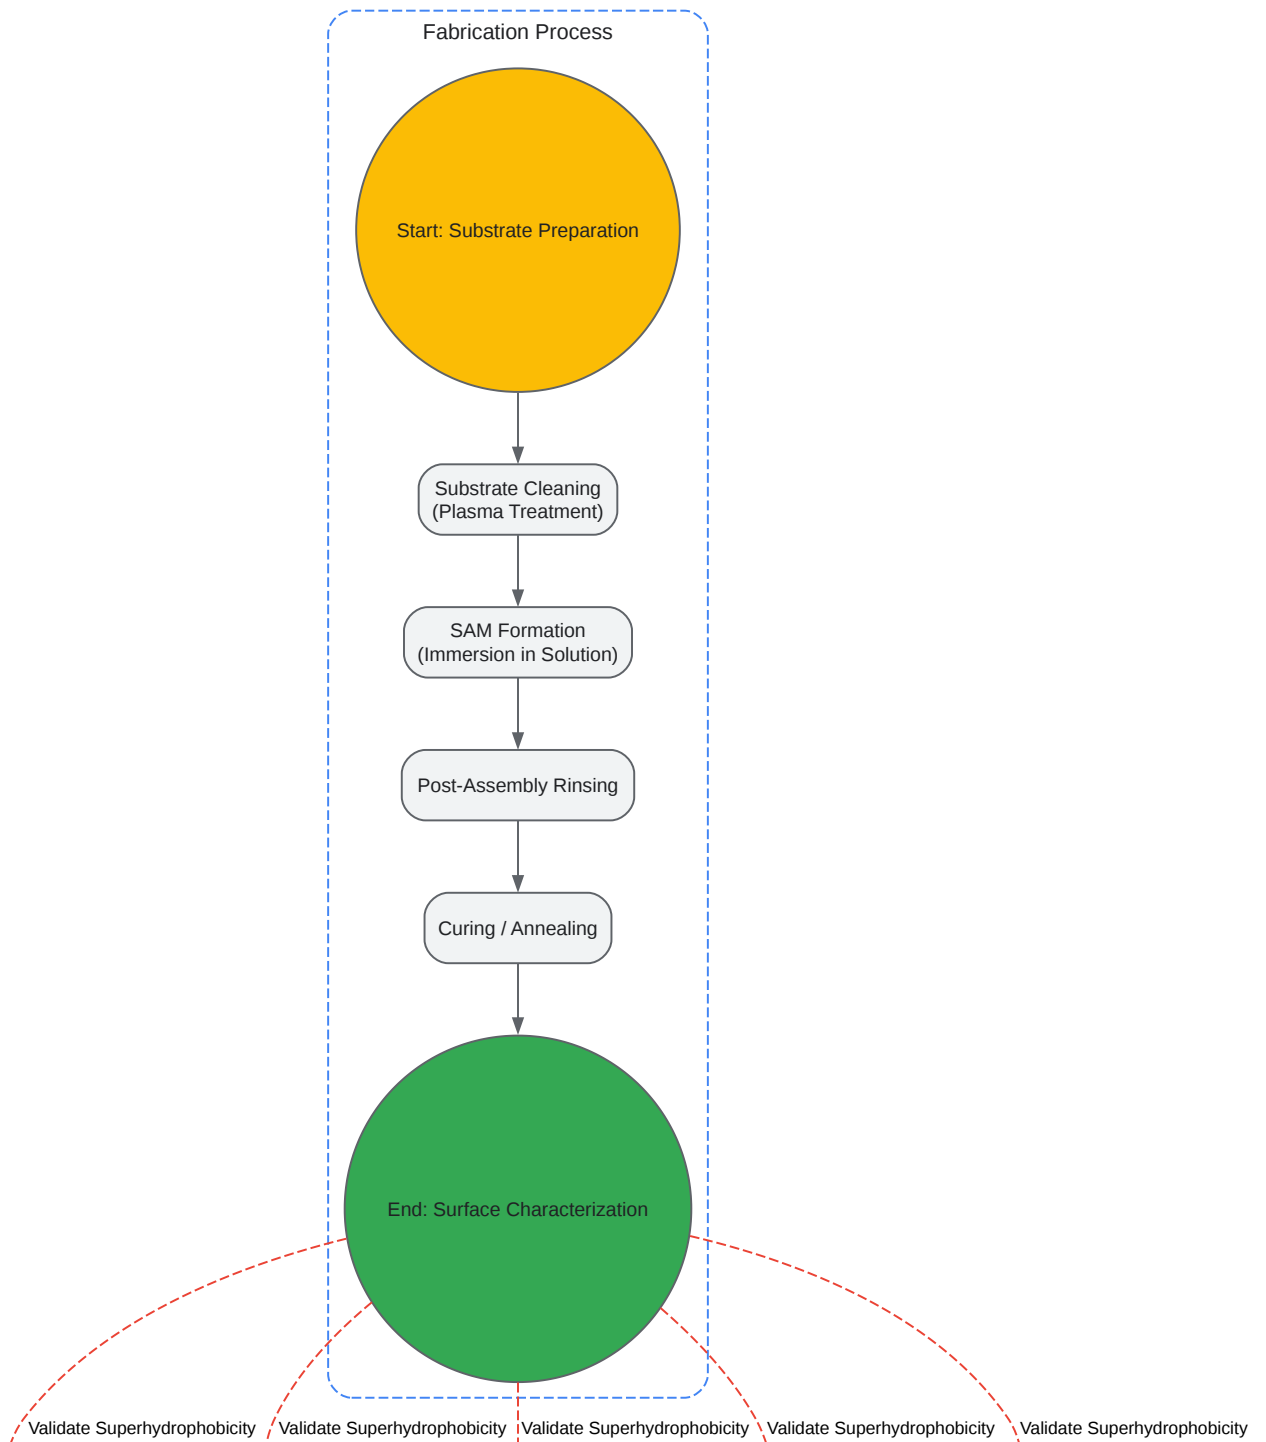 Fabrication Process
Start: Substrate Preparation
Substrate Cleaning
(Plasma Treatment)
SAM Formation
(Immersion in Solution)
Post-Assembly Rinsing
Curing / Annealing
End: Surface Characterization
Validate Superhydrophobicity
Validate Superhydrophobicity
Validate Superhydrophobicity
Validate Superhydrophobicity
Validate Superhydrophobicity